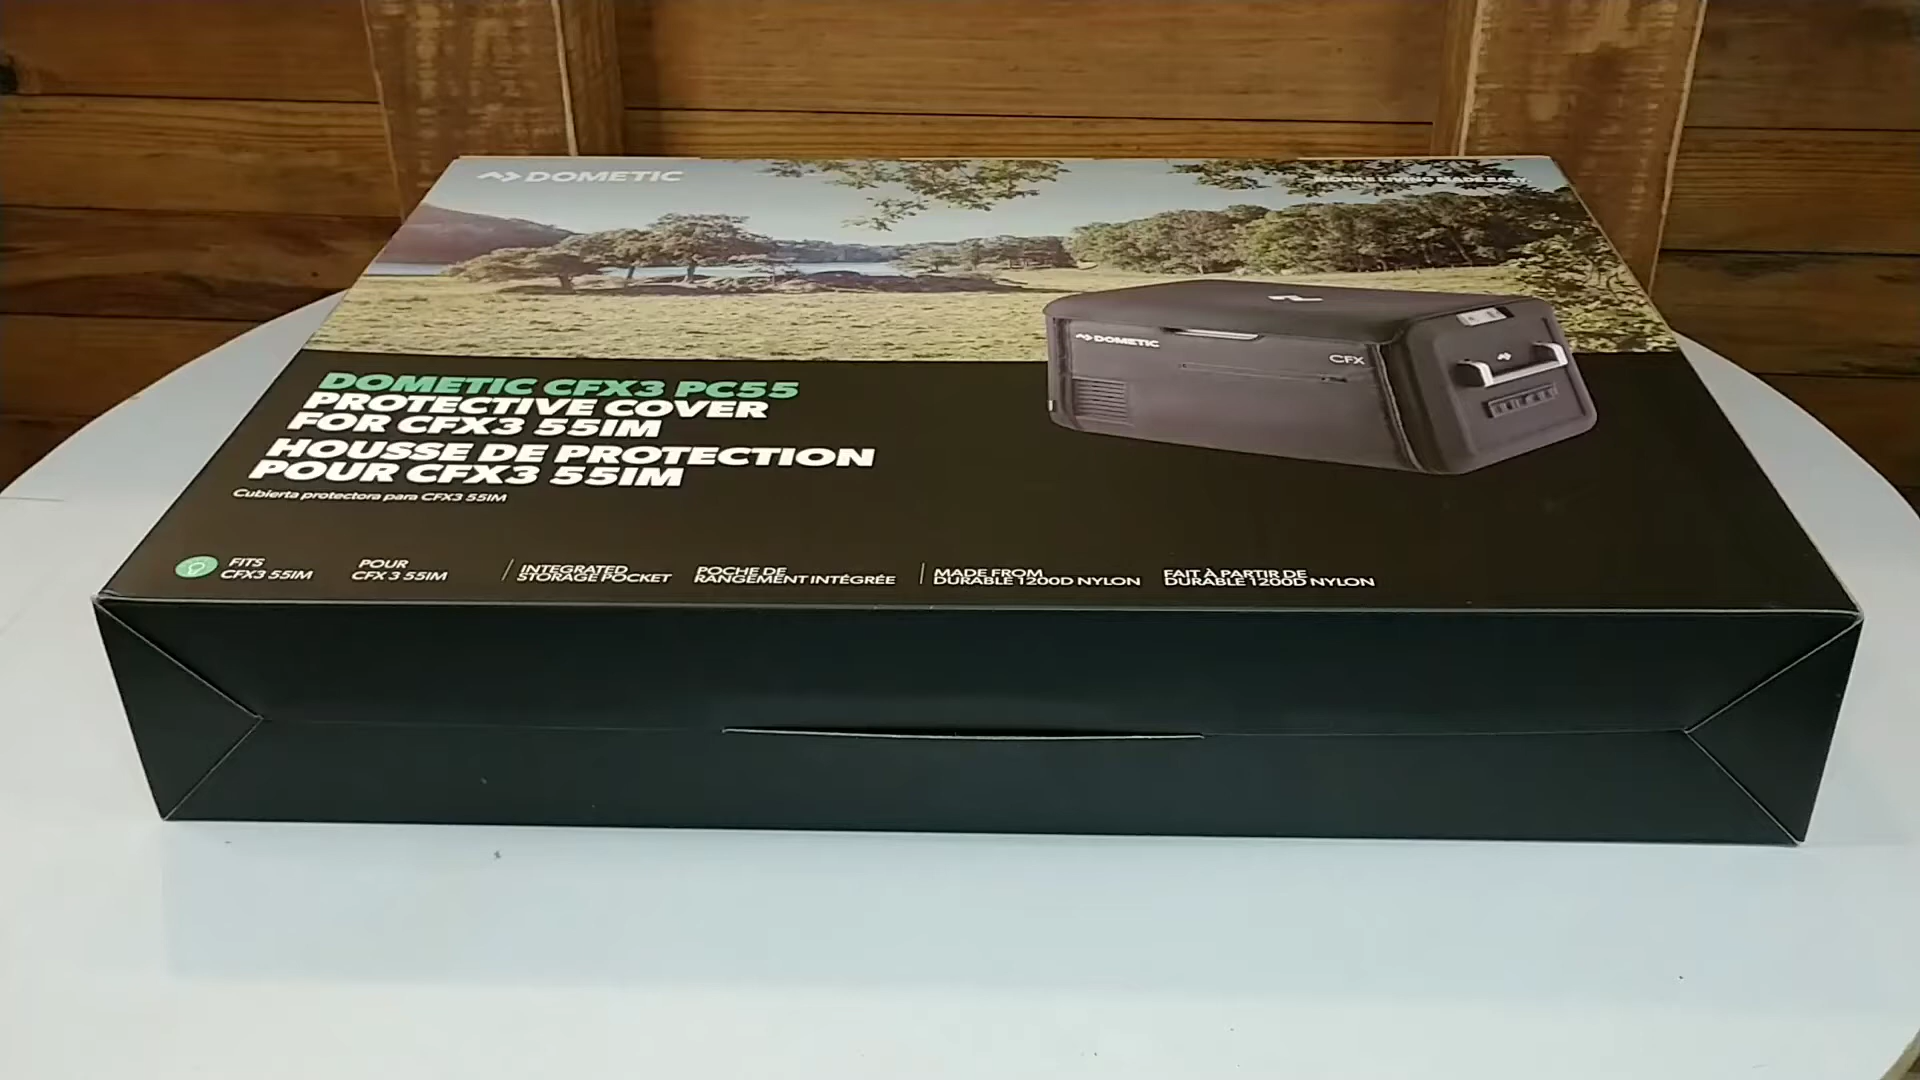 DOMETIC
MOBILE LIVING MADE EASY
DOMETIC
CFX
DOMETIC CFX3 PC55
PROTECTIVE COVER
FOR CFX3 55IM
HOUSSE DE PROTECTION
POUR CFX3 55IM
Cubierta protectora para CFX3 55IM
FITS
CFX3 55IM
POUR
CFX 3 55IM
INTEGRATED
STORAGE POCKET
POCHE DE
RANGEMENT INTÉGRÉE
MADE FROM
DURABLE 1200D NYLON
FAIT À PARTIR DE
DURABLE 1200D NYLON